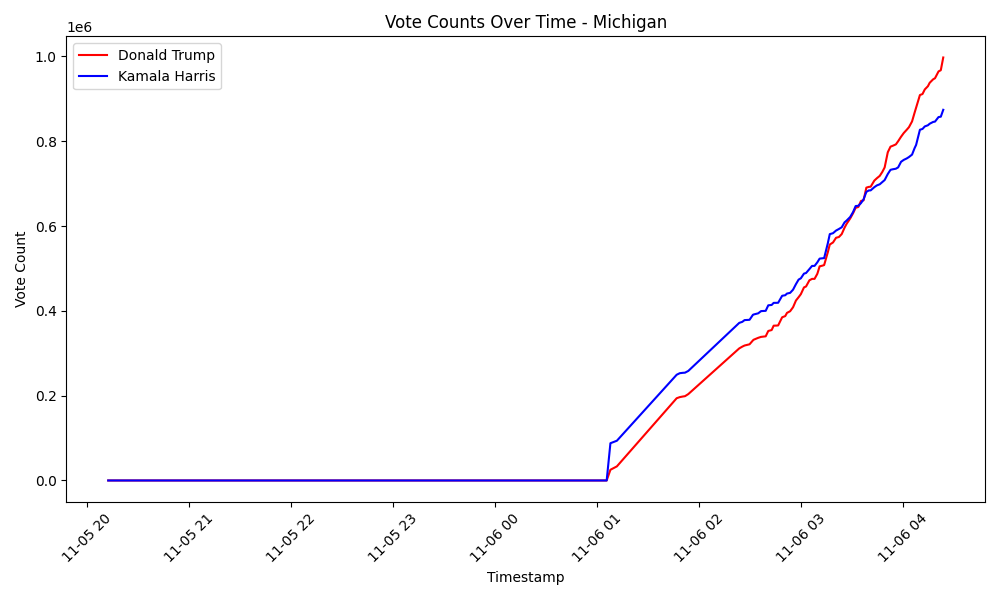 Vote Counts Over Time - Michigan
1e6
Donald Trump
Kamala Harris
1.0
0.8
0.6
0.4
0.2
0.0
Vote Count
11-05 20
11-05 21
11-05 22
11-05 23
11-06 00
11-06 01
11-06 02
11-06 03
11-06 04
Timestamp